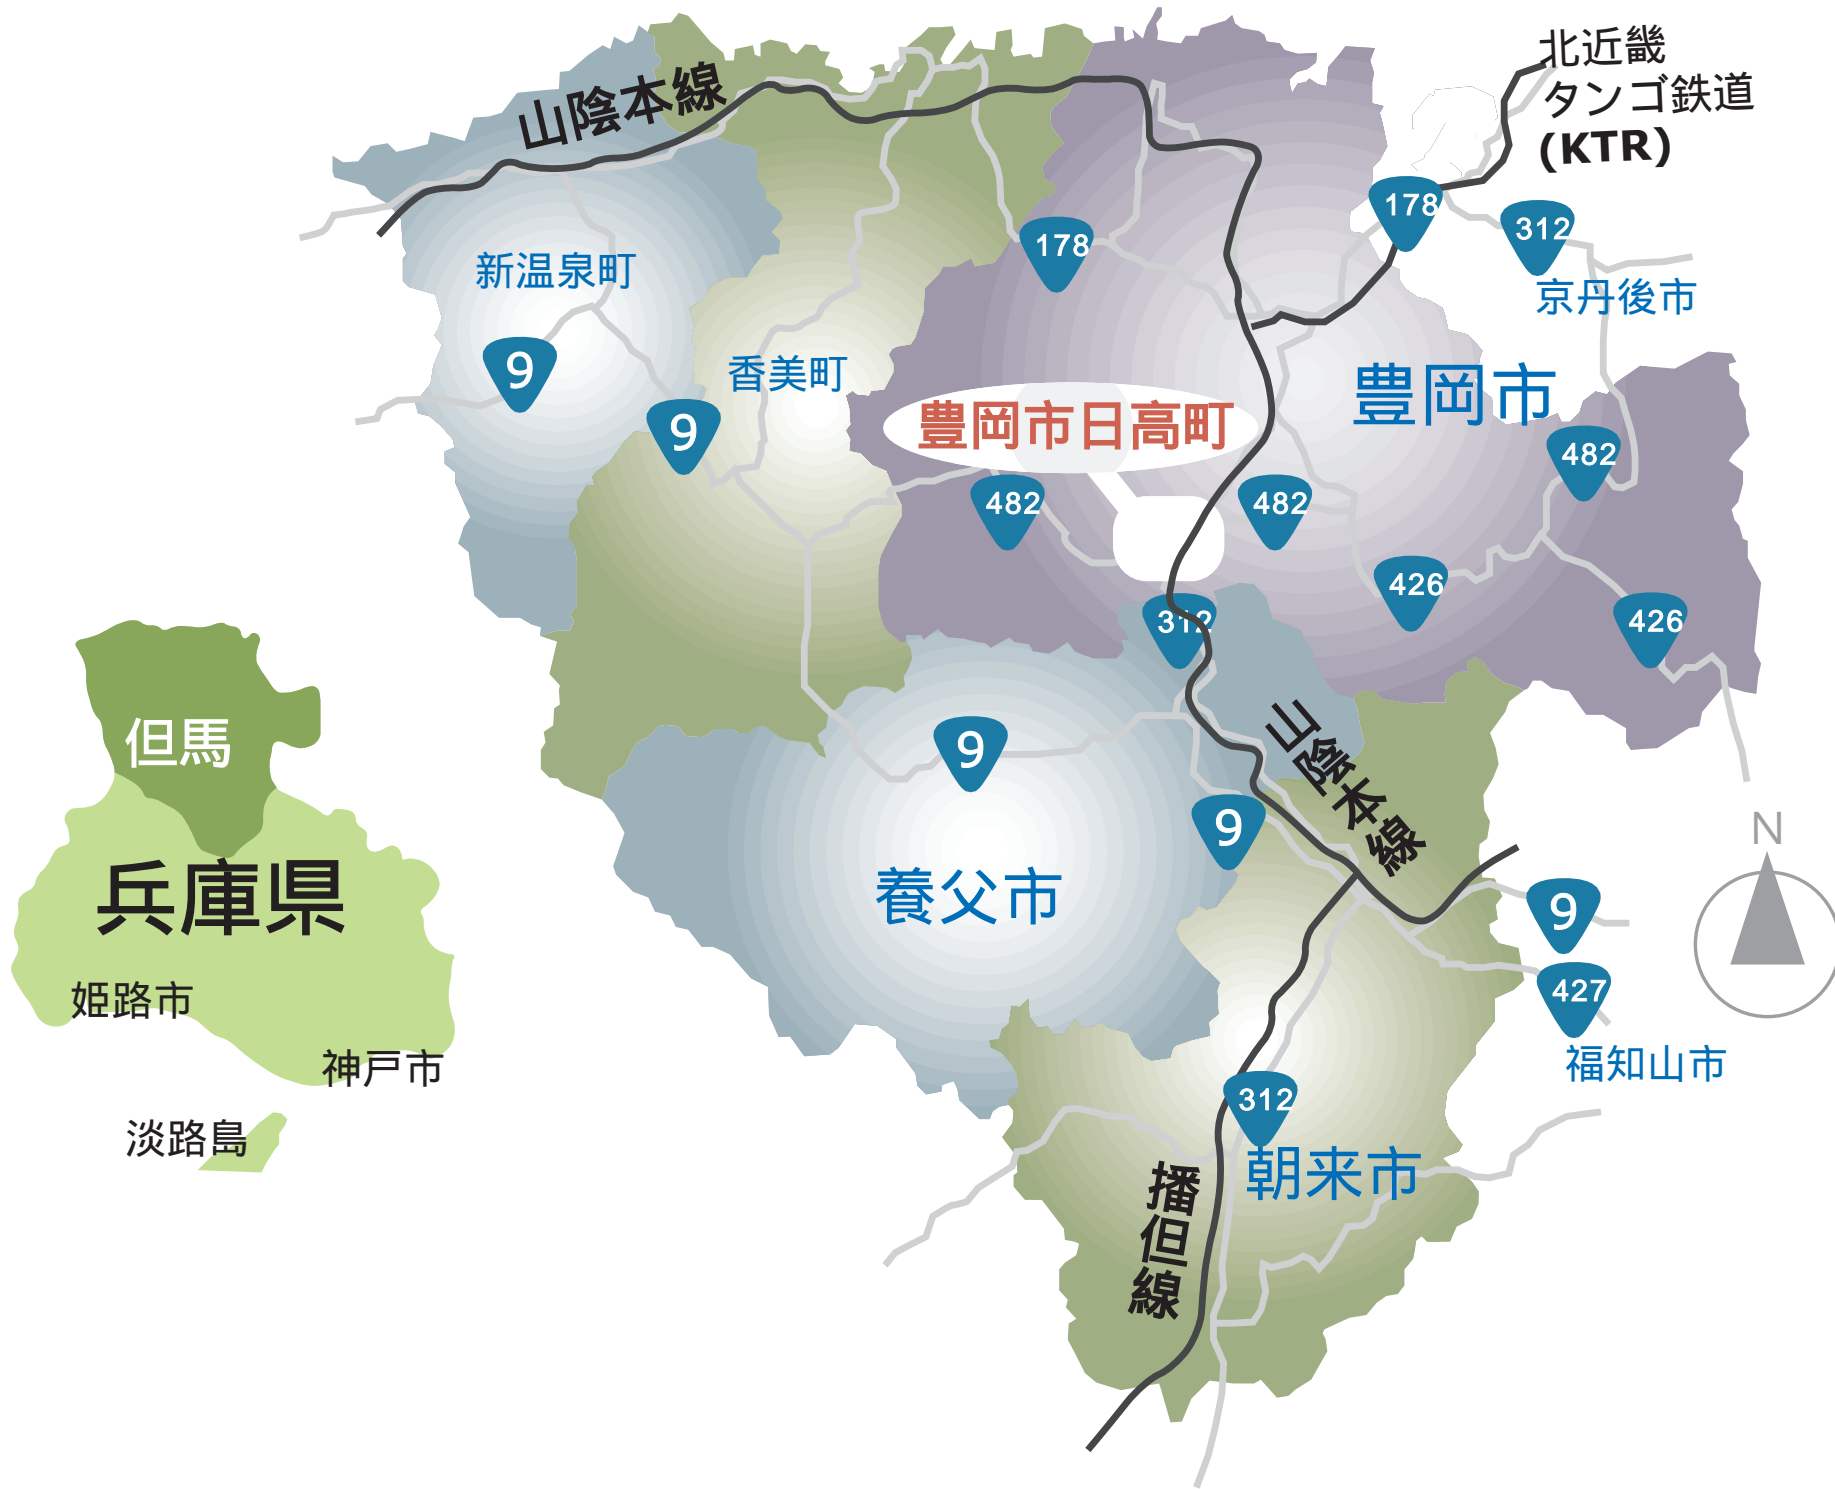 北近畿
タンゴ鉄道
(KTR)
山陰本線
178
312
178
新温泉町
京丹後市
9
香美町
豊岡市
9
豊岡市日高町
482
482
482
426
312
426
但馬
9
山陰本線
N
9
兵庫県
養父市
9
姫路市
427
神戸市
福知山市
312
淡路島
朝来市
播但線